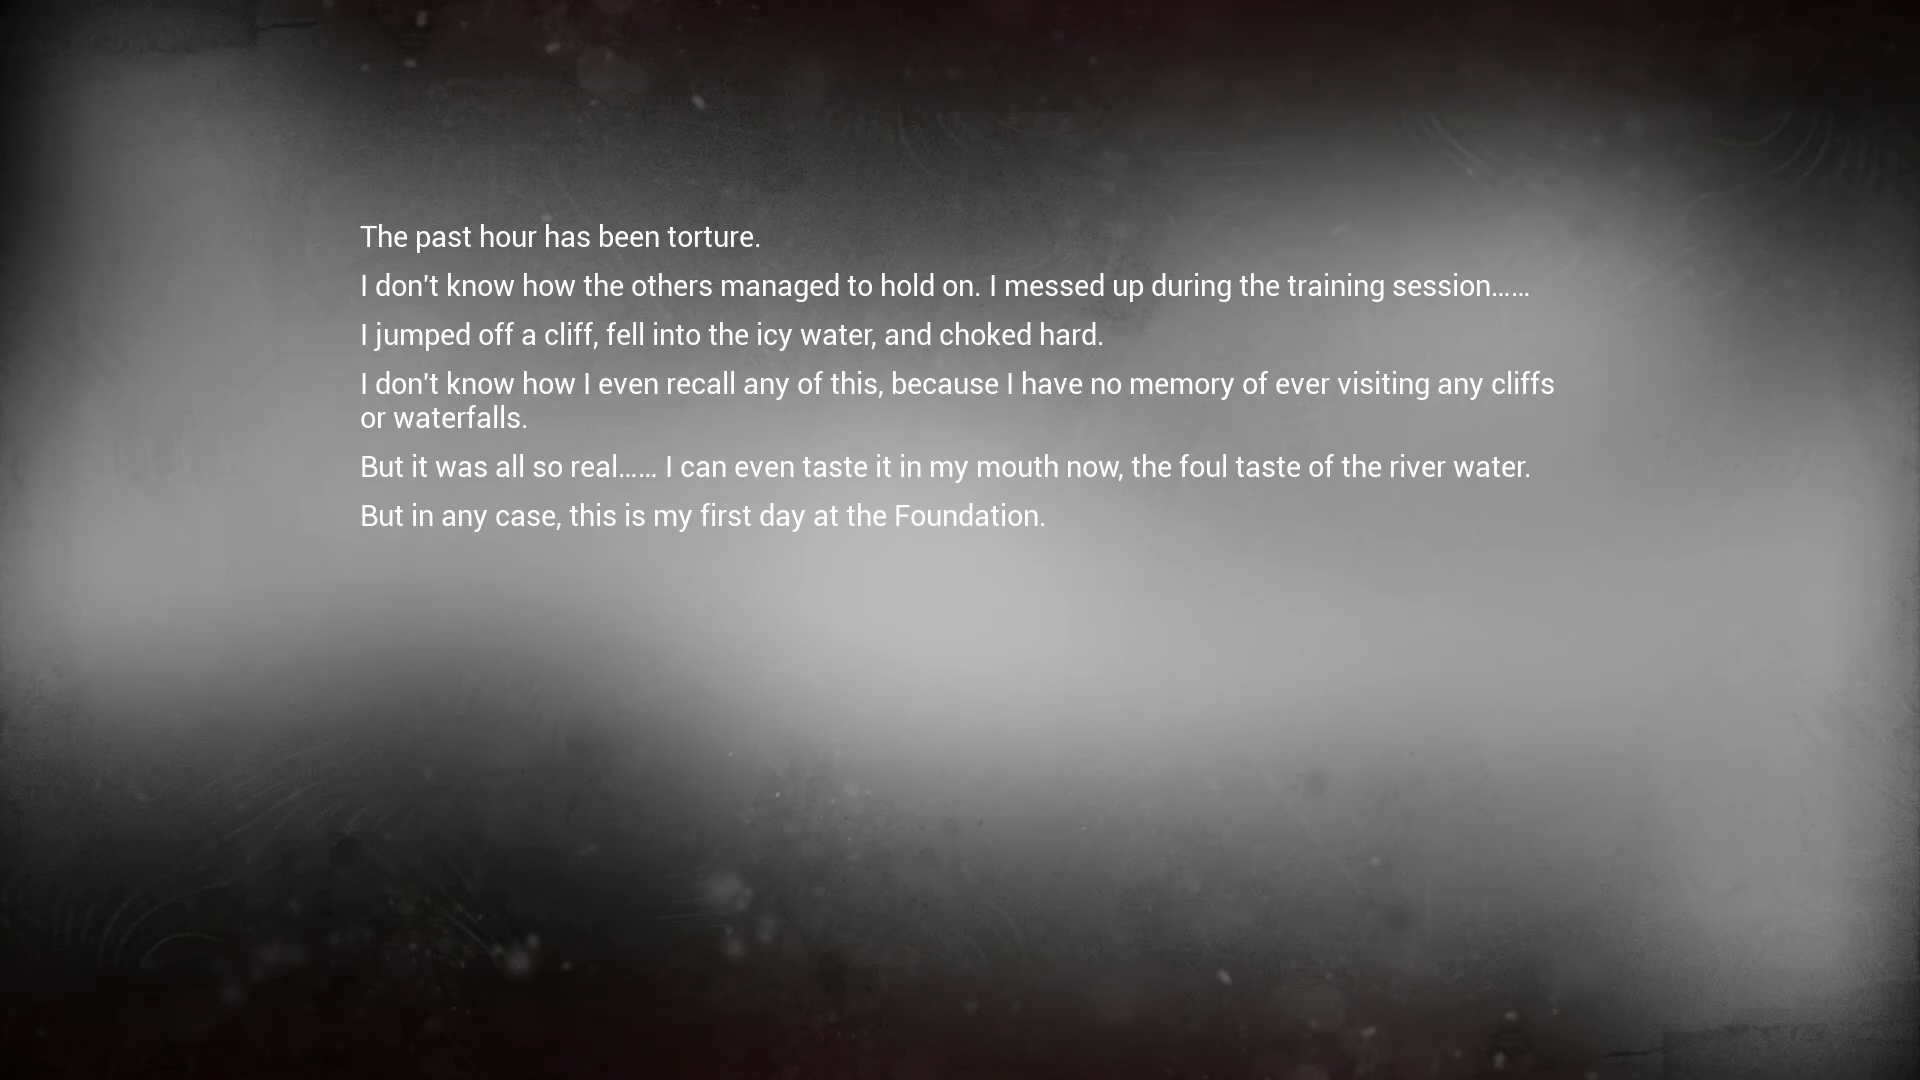 The past hour has been torture.
I don't know how the others managed to hold on. I messed up during the training session......
I jumped off a cliff, fell into the icy water, and choked hard.
I don't know how I even recall any of this, because I have no memory of ever visiting any cliffs
or waterfalls.
But it was all so real...... I can even taste it in my mouth now, the foul taste of the river water.
But in any case, this is my first day at the Foundation.